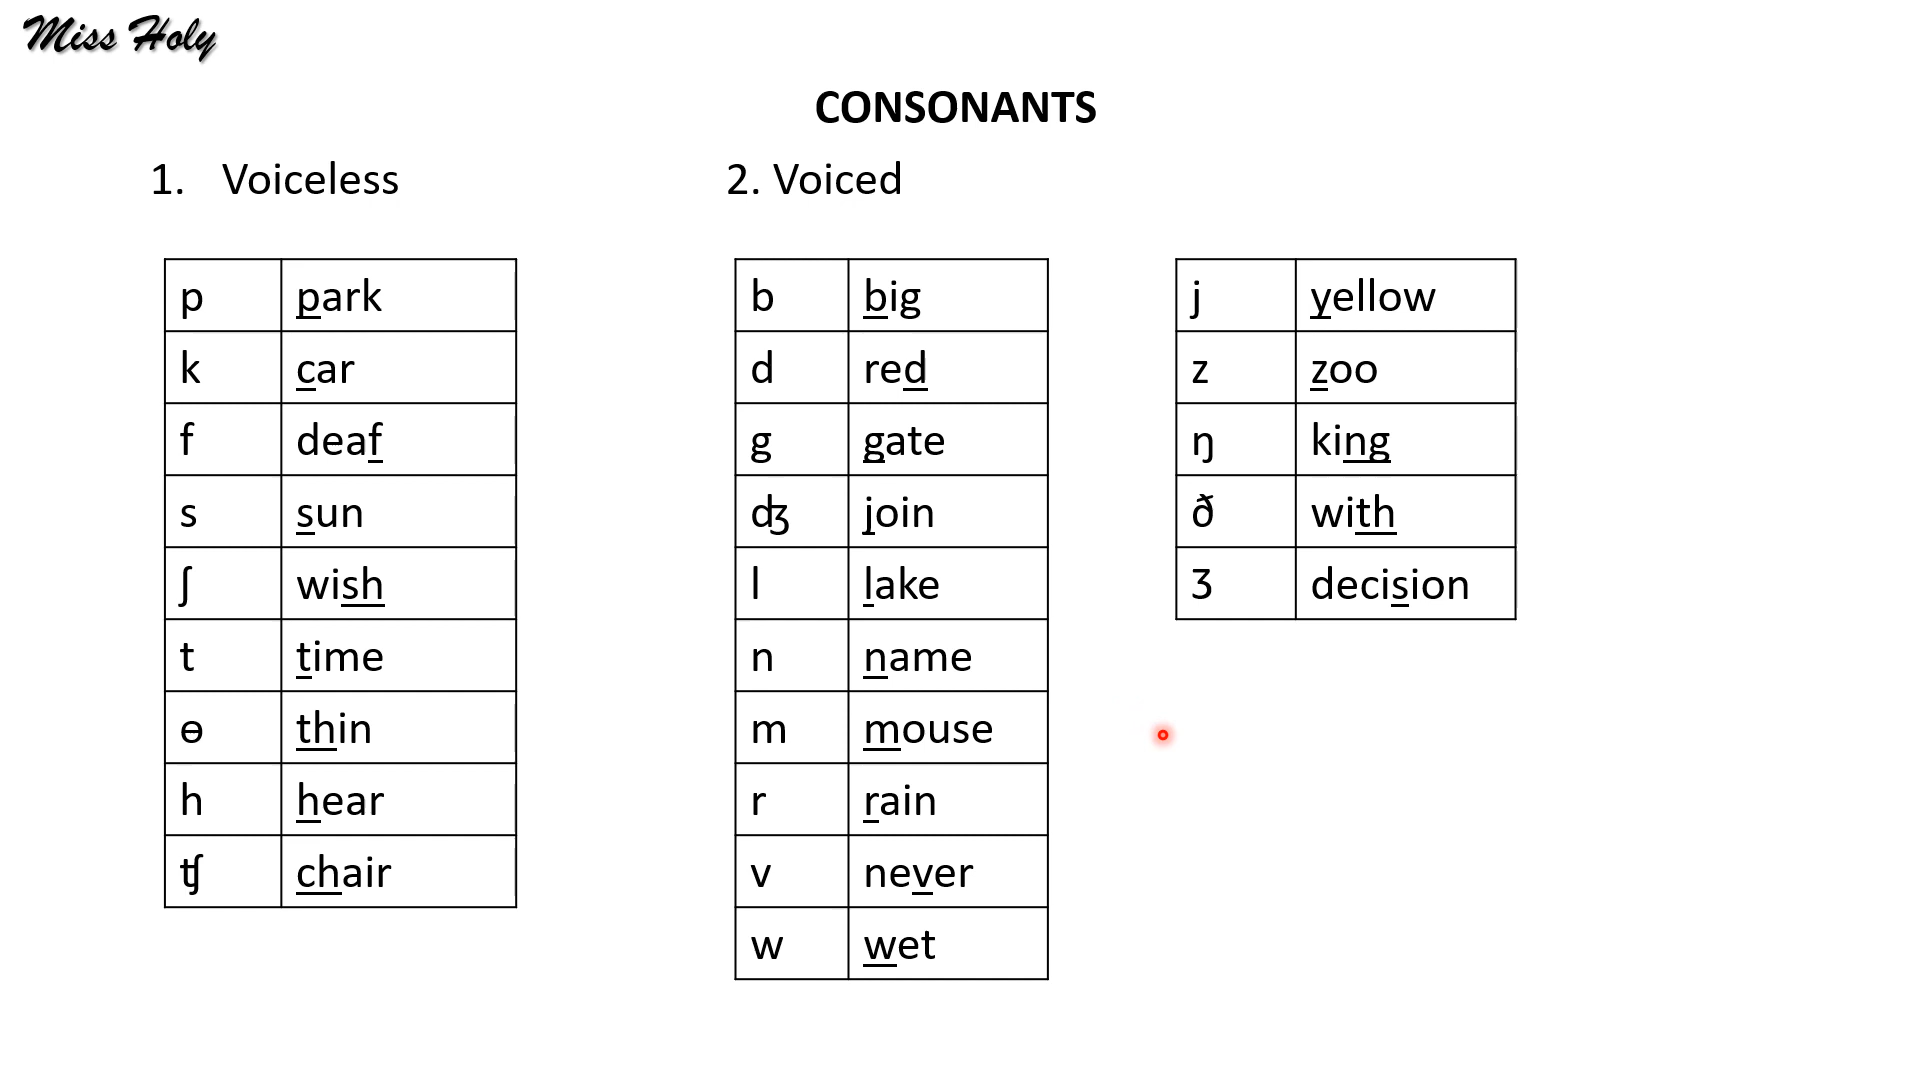 Miss Holy
CONSONANTS
1. Voiceless
p park
k car
f deaf
s sun
ʃ wish
t time
ɵ thin
h hear
ʧ chair
2. Voiced
b big
d red
g gate
ʤ join
l lake
n name
m mouse
r rain
v never
w wet
j yellow
z zoo
ŋ king
ð with
Ʒ decision